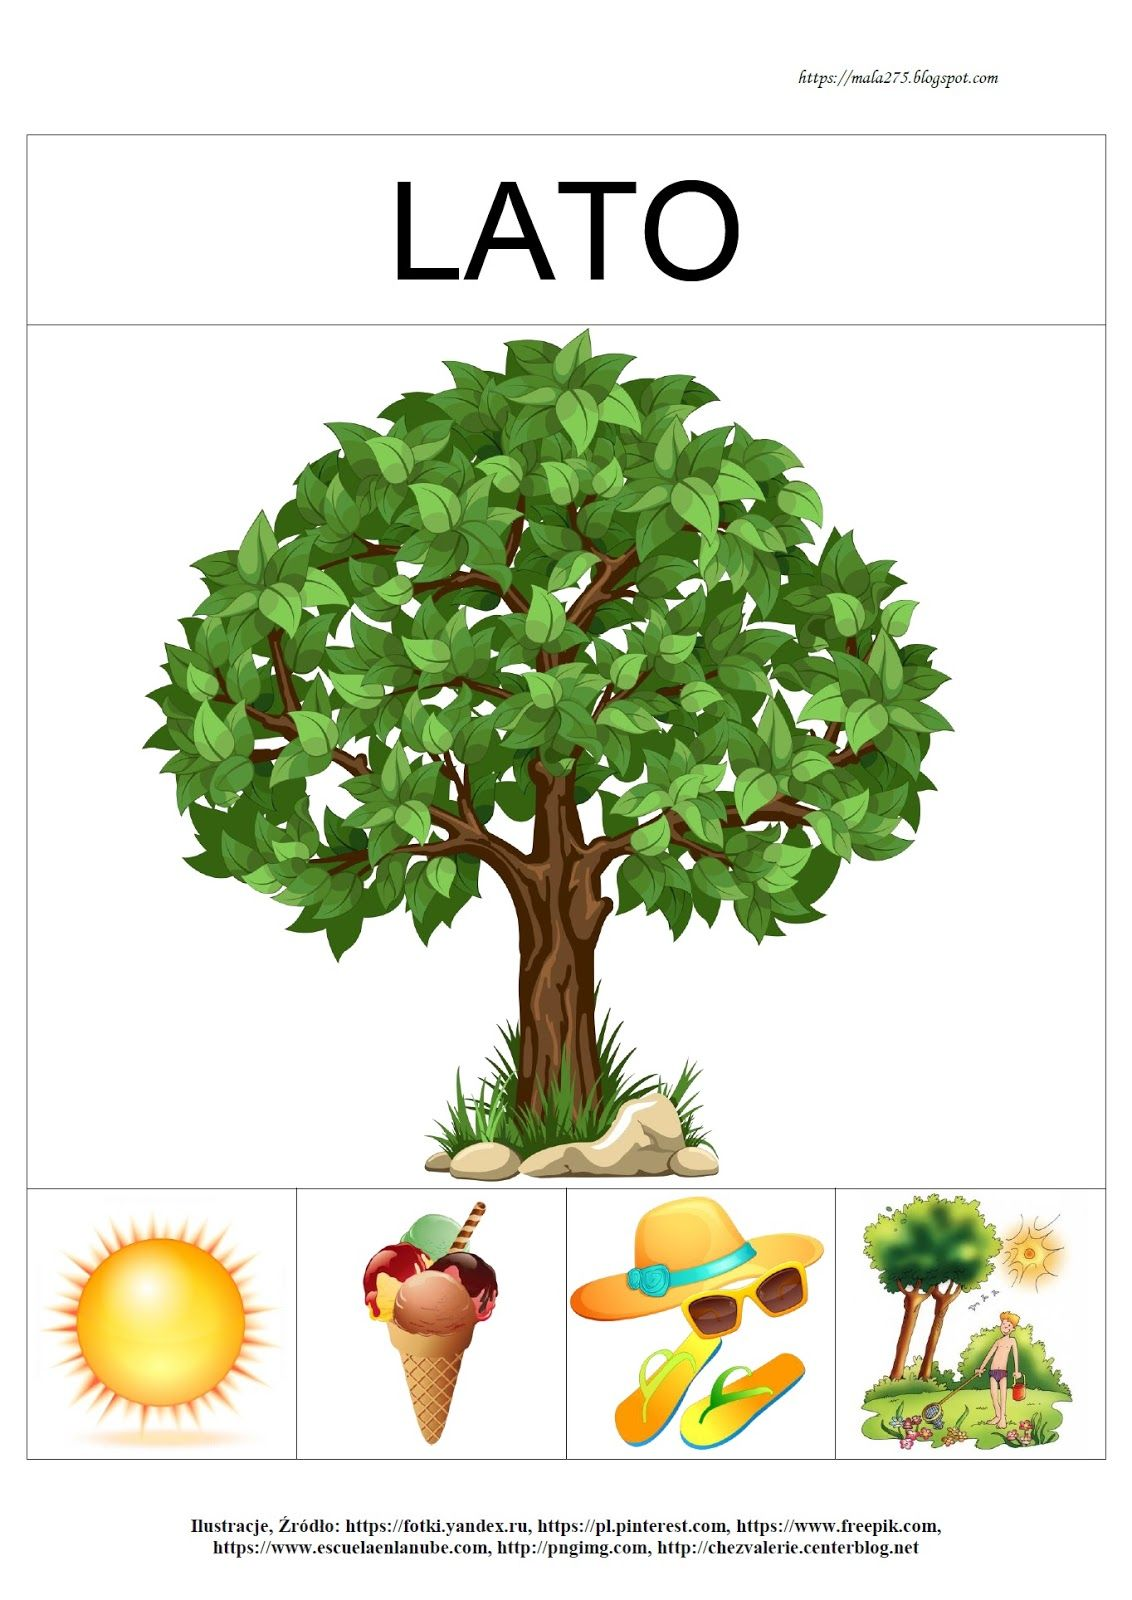 https://mala275.blogspot.com
LATO
Ilustracje, Źródło: https://fotki.yandex.ru, https://pl.pinterest.com, https://www.freepik.com,
https://www.escuelaenlanube.com, http://pngimg.com, http://chezvalerie.centerblog.net